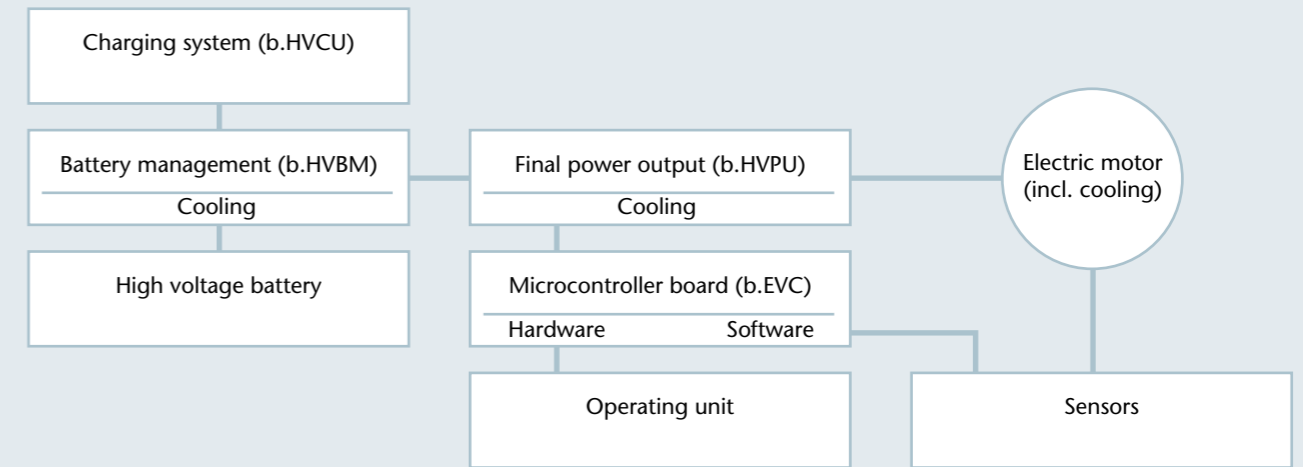 Charging system (b.HVCU)
Battery management (b.HVBM)
Cooling
High voltage battery
Final power output (b.HVPU)
Cooling
Microcontroller board (b.EVC)
Hardware Software
Operating unit
Electric motor
(incl. cooling)
Sensors